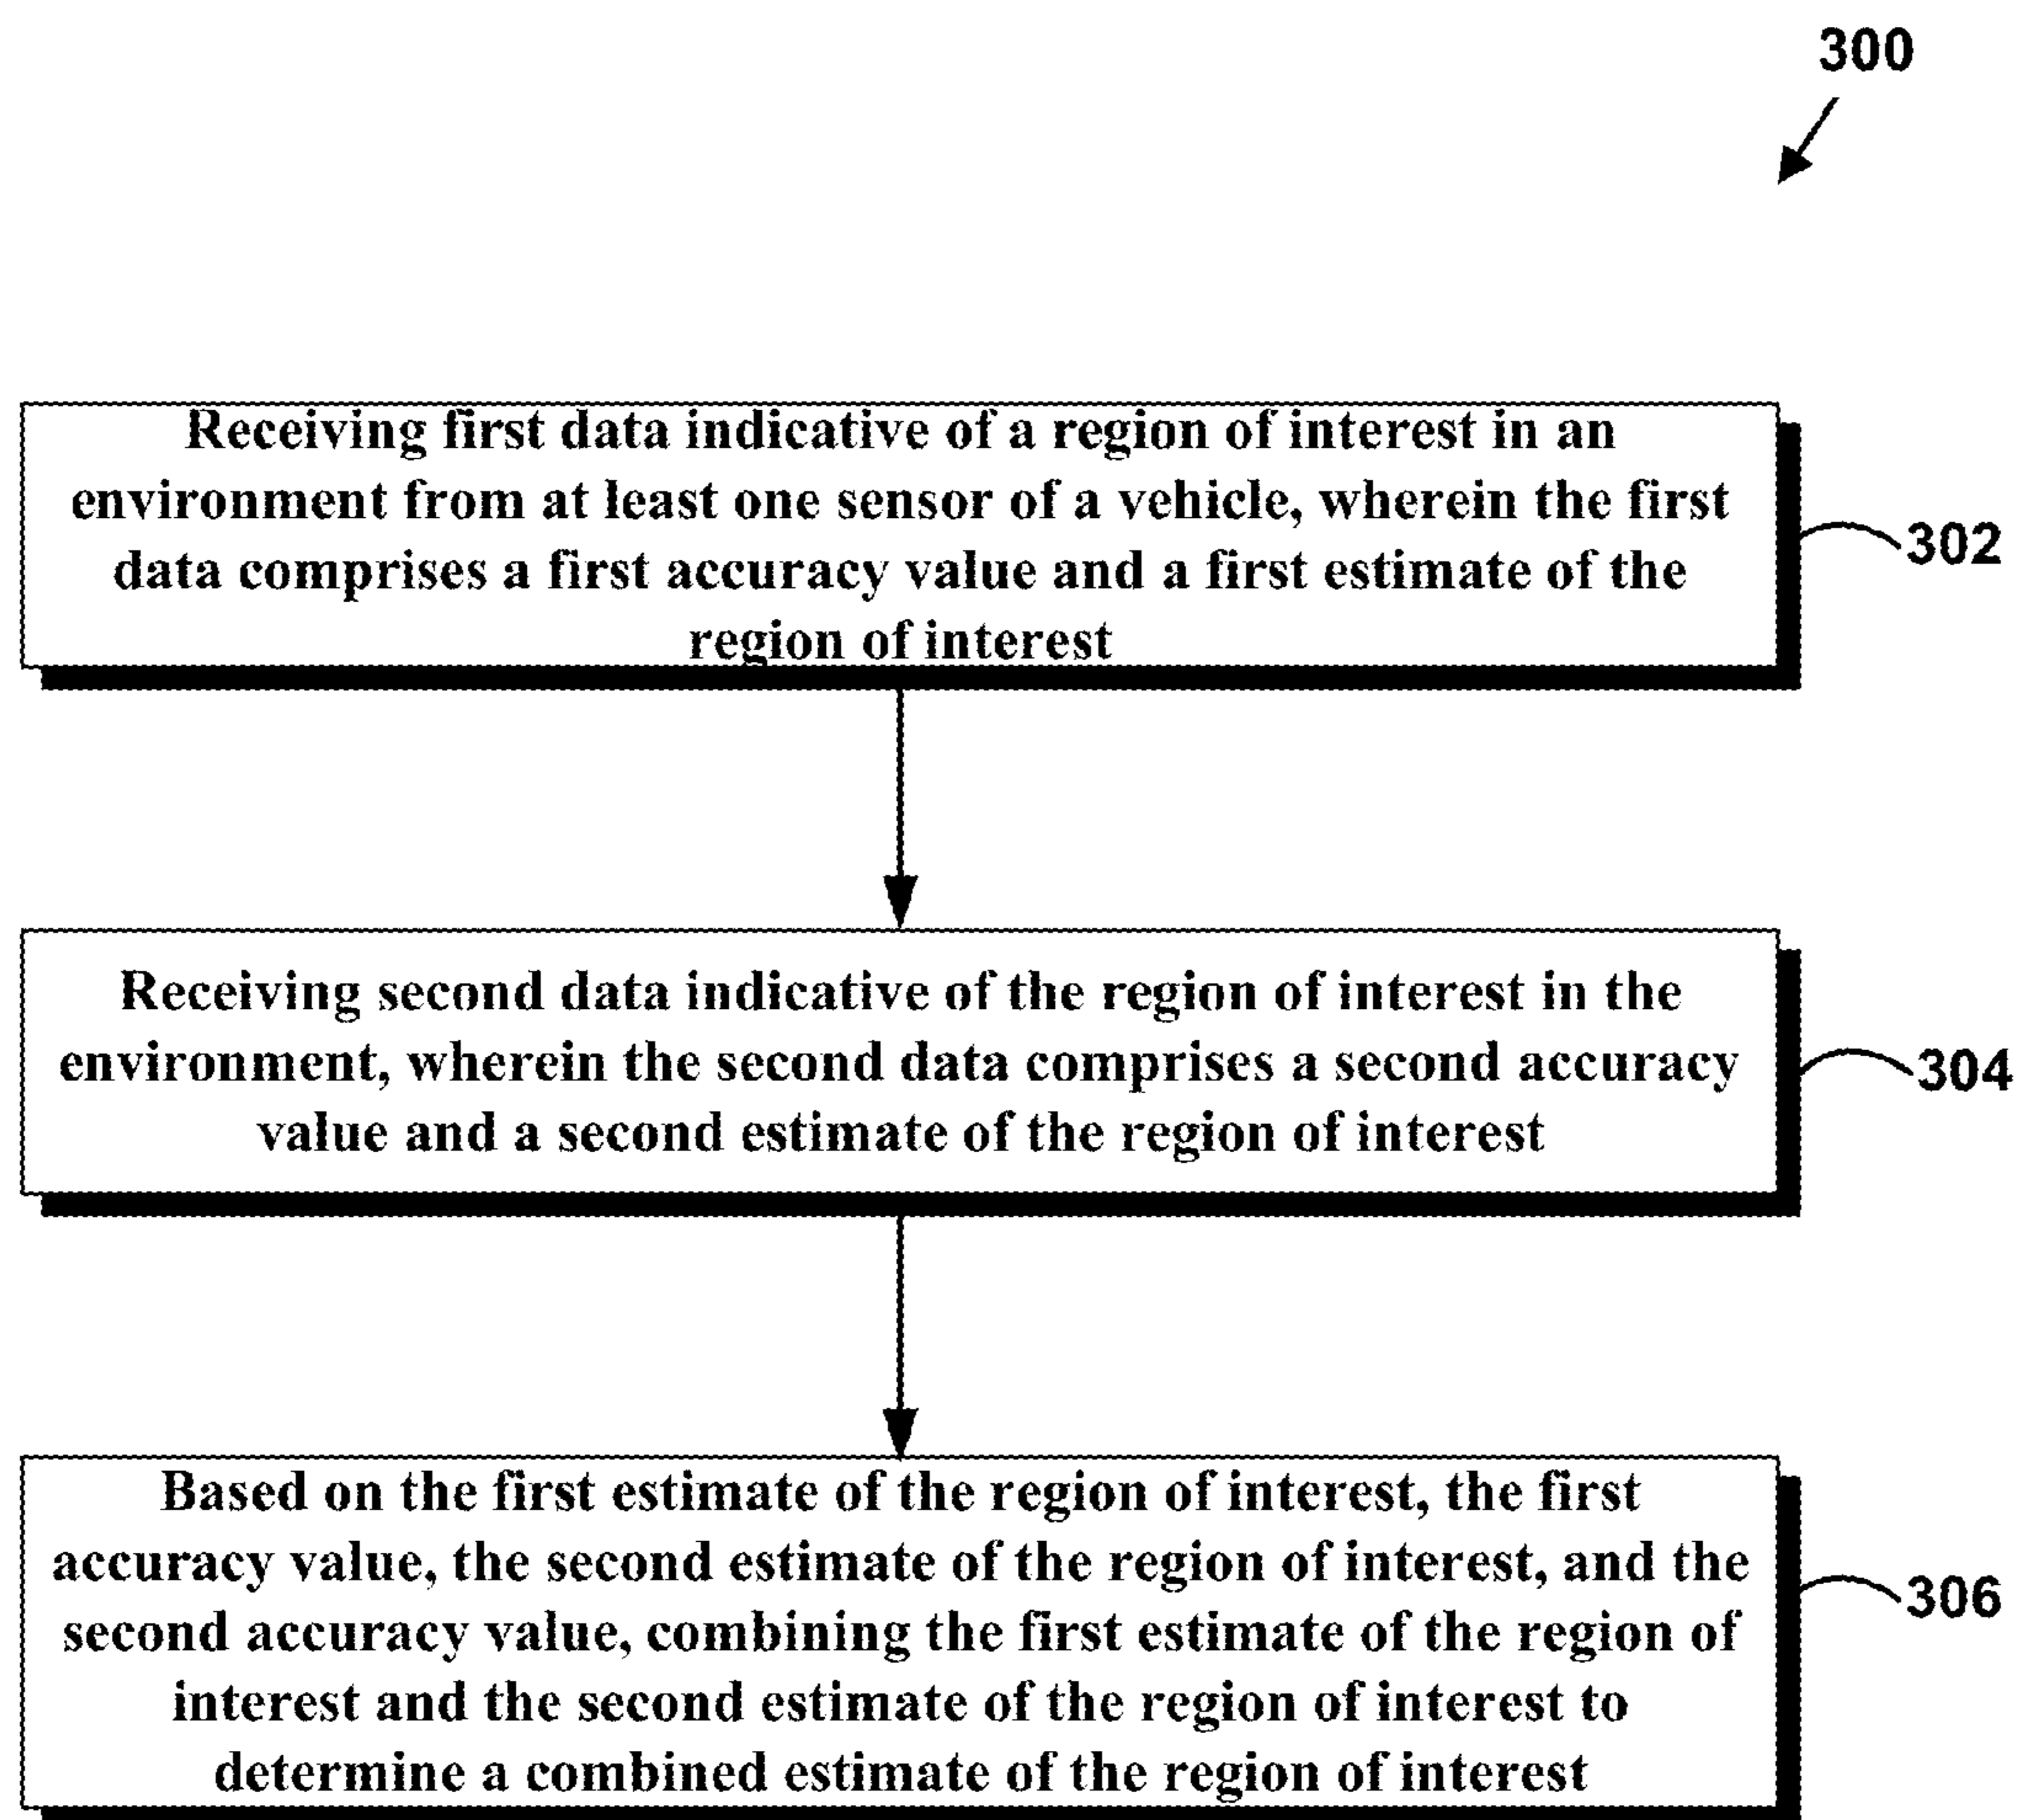 300
Receiving first data indicative of a region of interest in an
environment from at least one sensor of a vehicle, wherein the first
data comprises a first accuracy value and a first estimate of the
region of interest
302
Receiving second data indicative of the region of interest in the
environment, wherein the second data comprises a second accuracy
value and a second estimate of the region of interest
304
Based on the first estimate of the region of interest, the first
accuracy value, the second estimate of the region of interest, and the
second accuracy value, combining the first estimate of the region of
interest and the second estimate of the region of interest to
determine a combined estimate of the region of interest
306